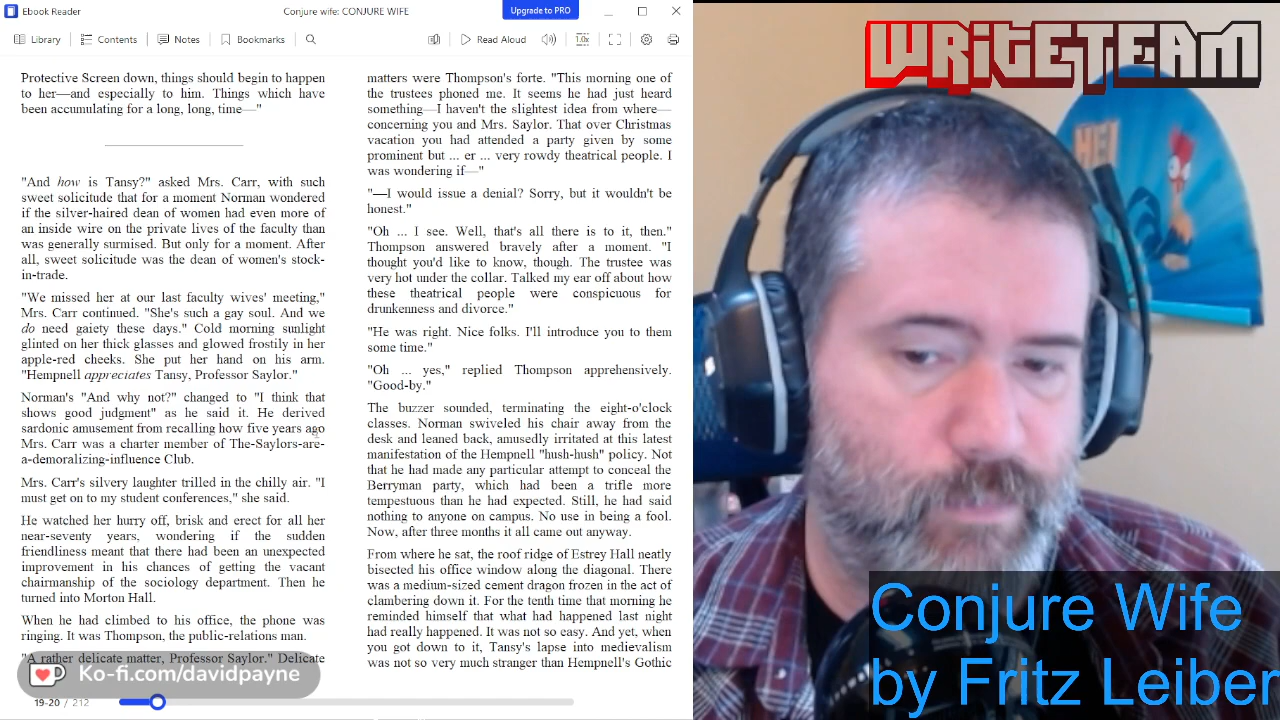 Ebook Reader
Conjure wife: CONJURE WIFE
Upgrade to PRO
Library
Contents
Notes
Bookmarks
1.0x
Read Aloud
Protective Screen down, things should begin to happen
to her—and especially to him. Things which have
been accumulating for a long, long, time—"
"And how is Tansy?" asked Mrs. Carr, with such
sweet solicitude that for a moment Norman wondered
if the silver-haired dean of women had even more of
an inside wire on the private lives of the faculty than
was generally surmised. But only for a moment. After
all, sweet solicitude was the dean of women's stock-
in-trade.
"We missed her at our last faculty wives' meeting,"
Mrs. Carr continued. "She's such a gay soul. And we
do need gaiety these days." Cold morning sunlight
glinted on her thick glasses and glowed frostily in her
apple-red cheeks. She put her hand on his arm.
"Hempnell appreciates Tansy, Professor Saylor."
Norman's "And why not?" changed to "I think that
shows good judgment" as he said it. He derived
sardonic amusement from recalling how five years ago
Mrs. Carr was a charter member of The-Saylors-are-
a-demoralizing-influence Club.
Mrs. Carr's silvery laughter trilled in the chilly air. "I
must get on to my student conferences," she said.
He watched her hurry off, brisk and erect for all her
near-seventy years, wondering if the sudden
friendliness meant that there had been an unexpected
improvement in his chances of getting the vacant
chairmanship of the sociology department. Then he
turned into Morton Hall.
When he had climbed to his office, the phone was
ringing. It was Thompson, the public-relations man.
"A rather delicate matter, Professor Saylor." Delicate
matters were Thompson's forte. "This morning one of
the trustees phoned me. It seems he had just heard
something—I haven't the slightest idea from where—
concerning you and Mrs. Saylor. That over Christmas
vacation you had attended a party given by some
prominent but ... er ... very rowdy theatrical people. I
was wondering if—"
"—I would issue a denial? Sorry, but it wouldn't be
honest."
"Oh ... I see. Well, that's all there is to it, then."
Thompson answered bravely after a moment. "I
thought you'd like to know, though. The trustee was
very hot under the collar. Talked my ear off about how
these theatrical people were conspicuous for
drunkenness and divorce."
"He was right. Nice folks. I'll introduce you to them
some time."
"Oh ... yes," replied Thompson apprehensively.
"Good-by."
The buzzer sounded, terminating the eight-o'clock
classes. Norman swiveled his chair away from the
desk and leaned back, amusedly irritated at this latest
manifestation of the Hempnell "hush-hush" policy. Not
that he had made any particular attempt to conceal the
Berryman party, which had been a trifle more
tempestuous than he had expected. Still, he had said
nothing to anyone on campus. No use in being a fool.
Now, after three months it all came out anyway.
From where he sat, the roof ridge of Estrey Hall neatly
bisected his office window along the diagonal. There
was a medium-sized cement dragon frozen in the act of
clambering down it. For the tenth time that morning he
reminded himself that what had happened last night
had really happened. It was not so easy. And yet, when
you got down to it, Tansy's lapse into medievalism
was not so very much stranger than Hempnell's Gothic
Ko-fi.com/davidpayne
19-20 / 212
WRITETEAM
HEI
Conjure Wife
by Fritz Leiber